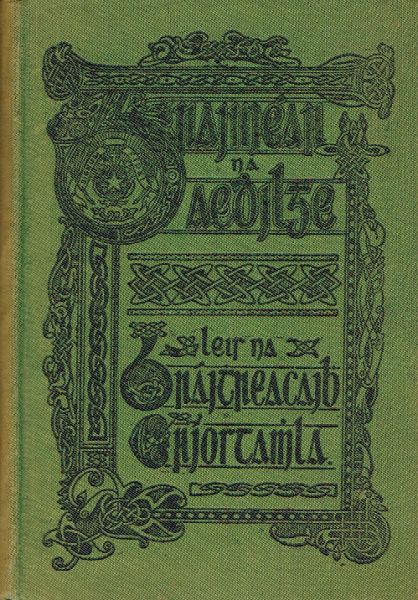 Graiméar
na
Gaeḋilge
leis na
Bráiṫreaċaiḃ
Críostaṁla.